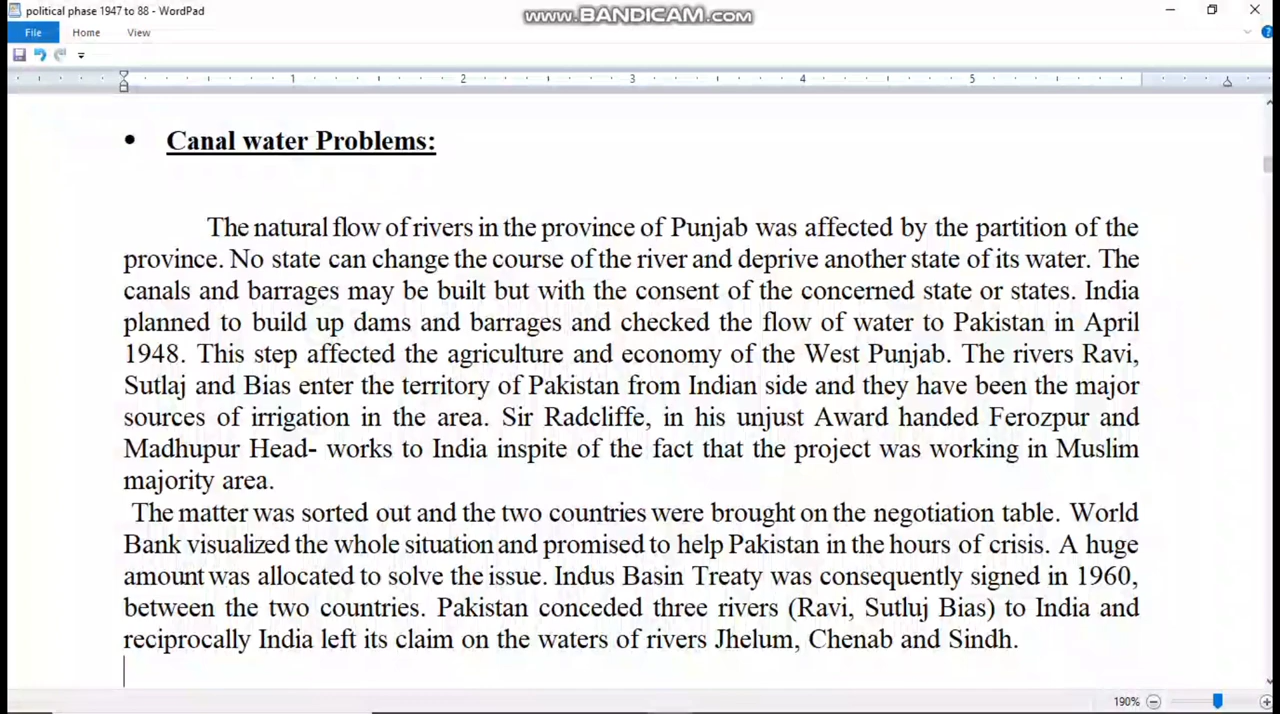 political phase 1947 to 88 - WordPad
www.BANDICAM.com
File Home View
1 2 3 4 5
• Canal water Problems:
The natural flow of rivers in the province of Punjab was affected by the partition of the
province. No state can change the course of the river and deprive another state of its water. The
canals and barrages may be built but with the consent of the concerned state or states. India
planned to build up dams and barrages and checked the flow of water to Pakistan in April
1948. This step affected the agriculture and economy of the West Punjab. The rivers Ravi,
Sutlaj and Bias enter the territory of Pakistan from Indian side and they have been the major
sources of irrigation in the area. Sir Radcliffe, in his unjust Award handed Ferozpur and
Madhupur Head- works to India inspite of the fact that the project was working in Muslim
majority area.
The matter was sorted out and the two countries were brought on the negotiation table. World
Bank visualized the whole situation and promised to help Pakistan in the hours of crisis. A huge
amount was allocated to solve the issue. Indus Basin Treaty was consequently signed in 1960,
between the two countries. Pakistan conceded three rivers (Ravi, Sutluj Bias) to India and
reciprocally India left its claim on the waters of rivers Jhelum, Chenab and Sindh.
190%